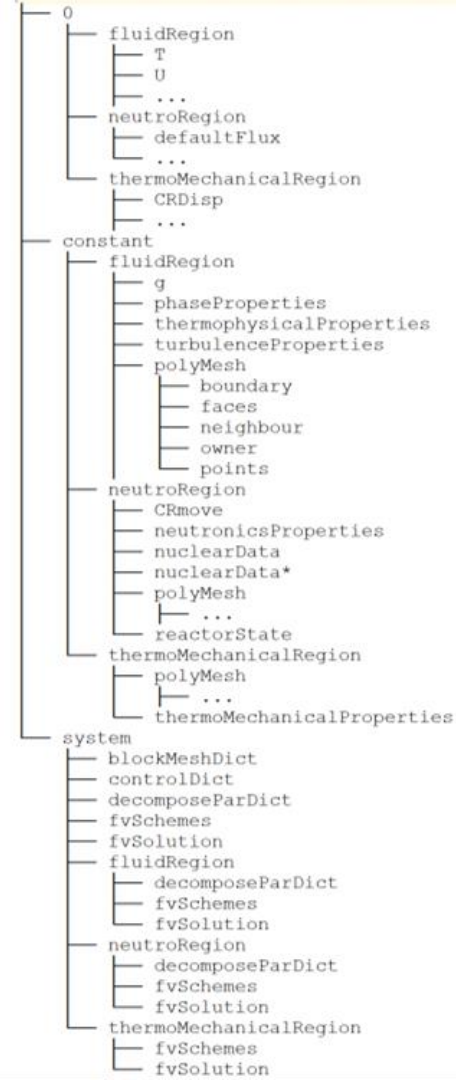 0
fluidRegion
T
U
...
neutroRegion
defaultFlux
...
thermoMechanicalRegion
CRDisp
...
constant
fluidRegion
g
phaseProperties
thermophysicalProperties
turbulenceProperties
polyMesh
boundary
faces
neighbour
owner
points
neutroRegion
CRmove
neutronicsProperties
nuclearData
nuclearData*
polyMesh
...
reactorState
thermoMechanicalRegion
polyMesh
...
thermoMechanicalProperties
system
blockMeshDict
controlDict
decomposeParDict
fvSchemes
fvSolution
fluidRegion
decomposeParDict
fvSchemes
fvSolution
neutroRegion
decomposeParDict
fvSchemes
fvSolution
thermoMechanicalRegion
fvSchemes
fvSolution